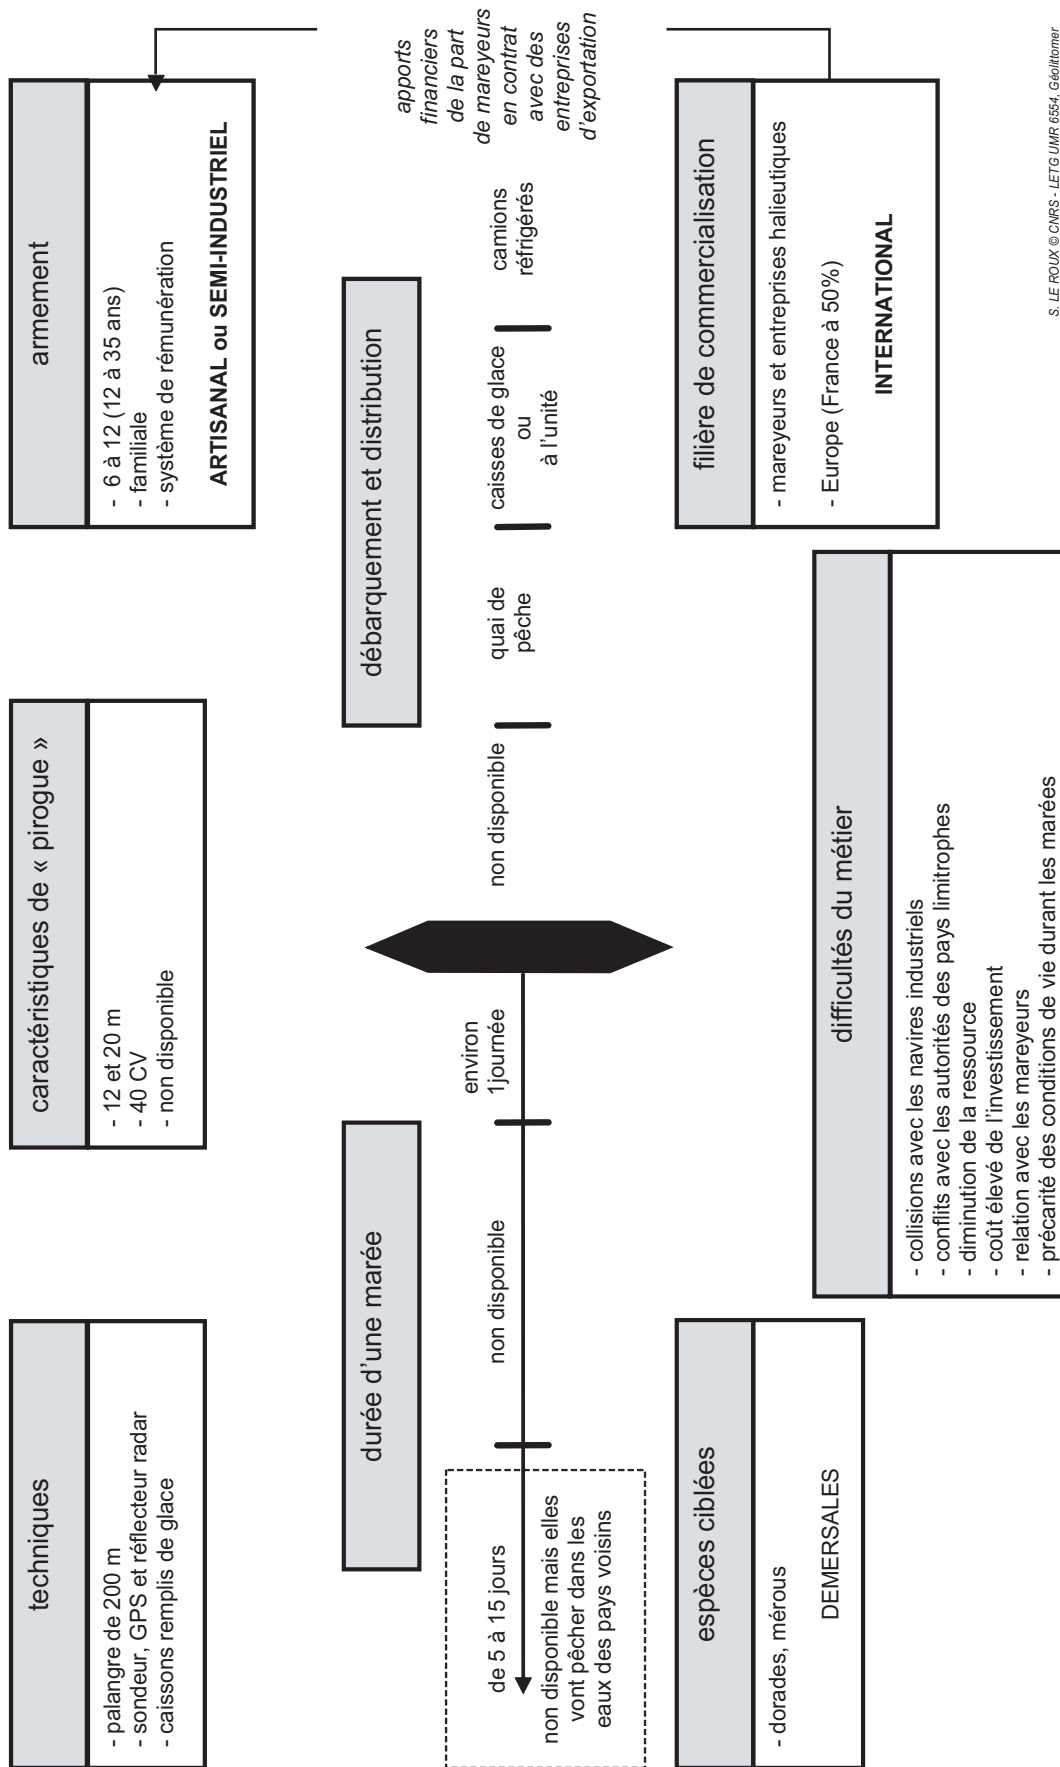 techniques
- palangre de 200 m
- sondeur, GPS et réflecteur radar
- caissons remplis de glace
caractéristiques de « pirogue »
- 12 et 20 m
- 40 CV
- non disponible
armement
- 6 à 12 (12 à 35 ans)
- familiale
- système de rémunération
ARTISANAL ou SEMI-INDUSTRIEL
durée d'une marée
de 5 à 15 jours
non disponible mais elles
vont pêcher dans les
eaux des pays voisins
non disponible
environ
1journée
débarquement et distribution
non disponible
quai de
pêche
caisses de glace
ou
à l'unité
camions
réfrigérés
apports
financiers
de la part
de mareyeurs
en contrat
avec des
entreprises
d'exportation
espèces ciblées
- dorades, mérous
DEMERSALES
difficultés du métier
- collisions avec les navires industriels
- conflits avec les autorités des pays limitrophes
- diminution de la ressource
- coût élevé de l'investissement
- relation avec les mareyeurs
- précarité des conditions de vie durant les marées
filière de commercialisation
- mareyeurs et entreprises halieutiques
- Europe (France à 50%)
INTERNATIONAL
S. LE ROUX © CNRS - LETG UMR 6554, Géolittomer